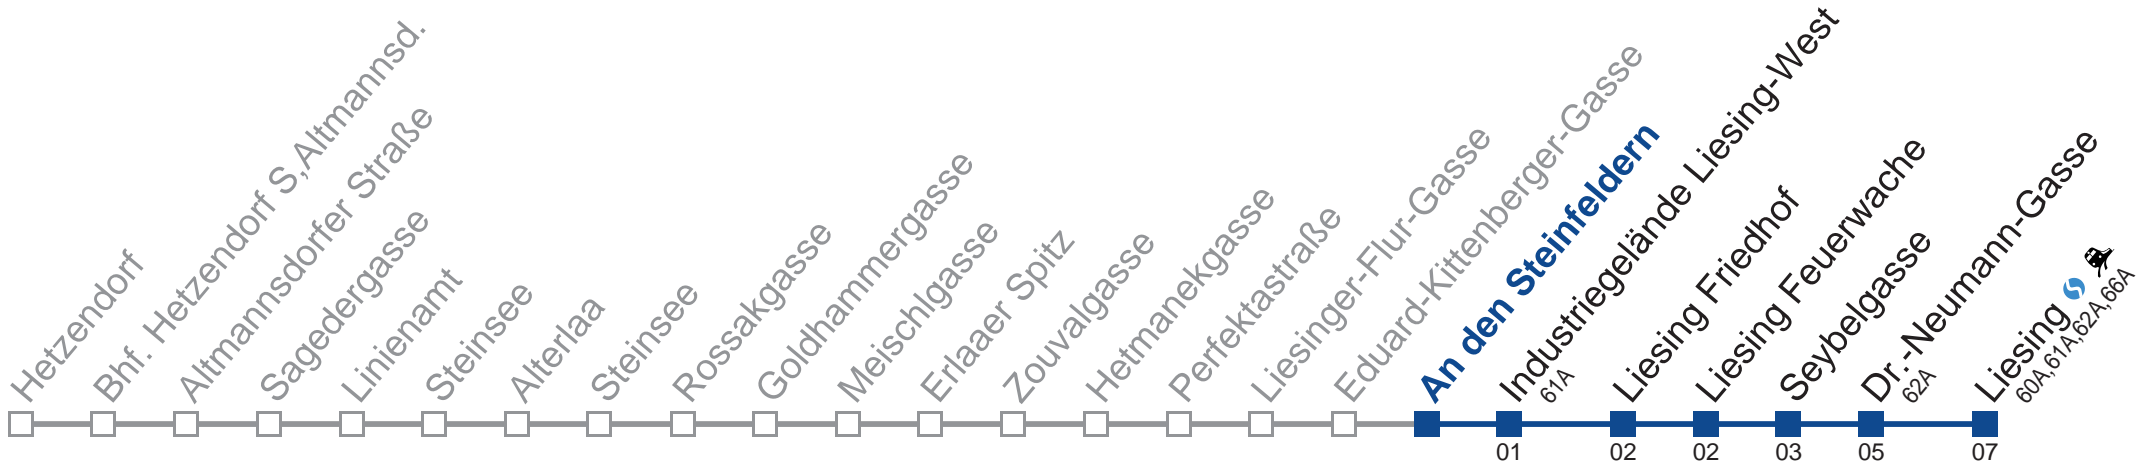 Hetzendorf
Bhf. Hetzendorf S,Altmannsd.
Altmannsdorfer Straße
Sagedergasse
Linienamt
Steinsee
Alterlaa
Steinsee
Rossakgasse
Goldhammergasse
Meischlgasse
Erlaaer Spitz
Zouvalgasse
Hetmanekgasse
Perfektastraße
Liesinger-Flur-Gasse
Eduard-Kittenberger-Gasse
An den Steinfeldern
Industriegelände Liesing-West
61A
Liesing Friedhof
Liesing Feuerwache
Seybelgasse
Dr.-Neumann-Gasse
62A
Liesing
60A,61A,62A,66A
01
02
02
03
05
07